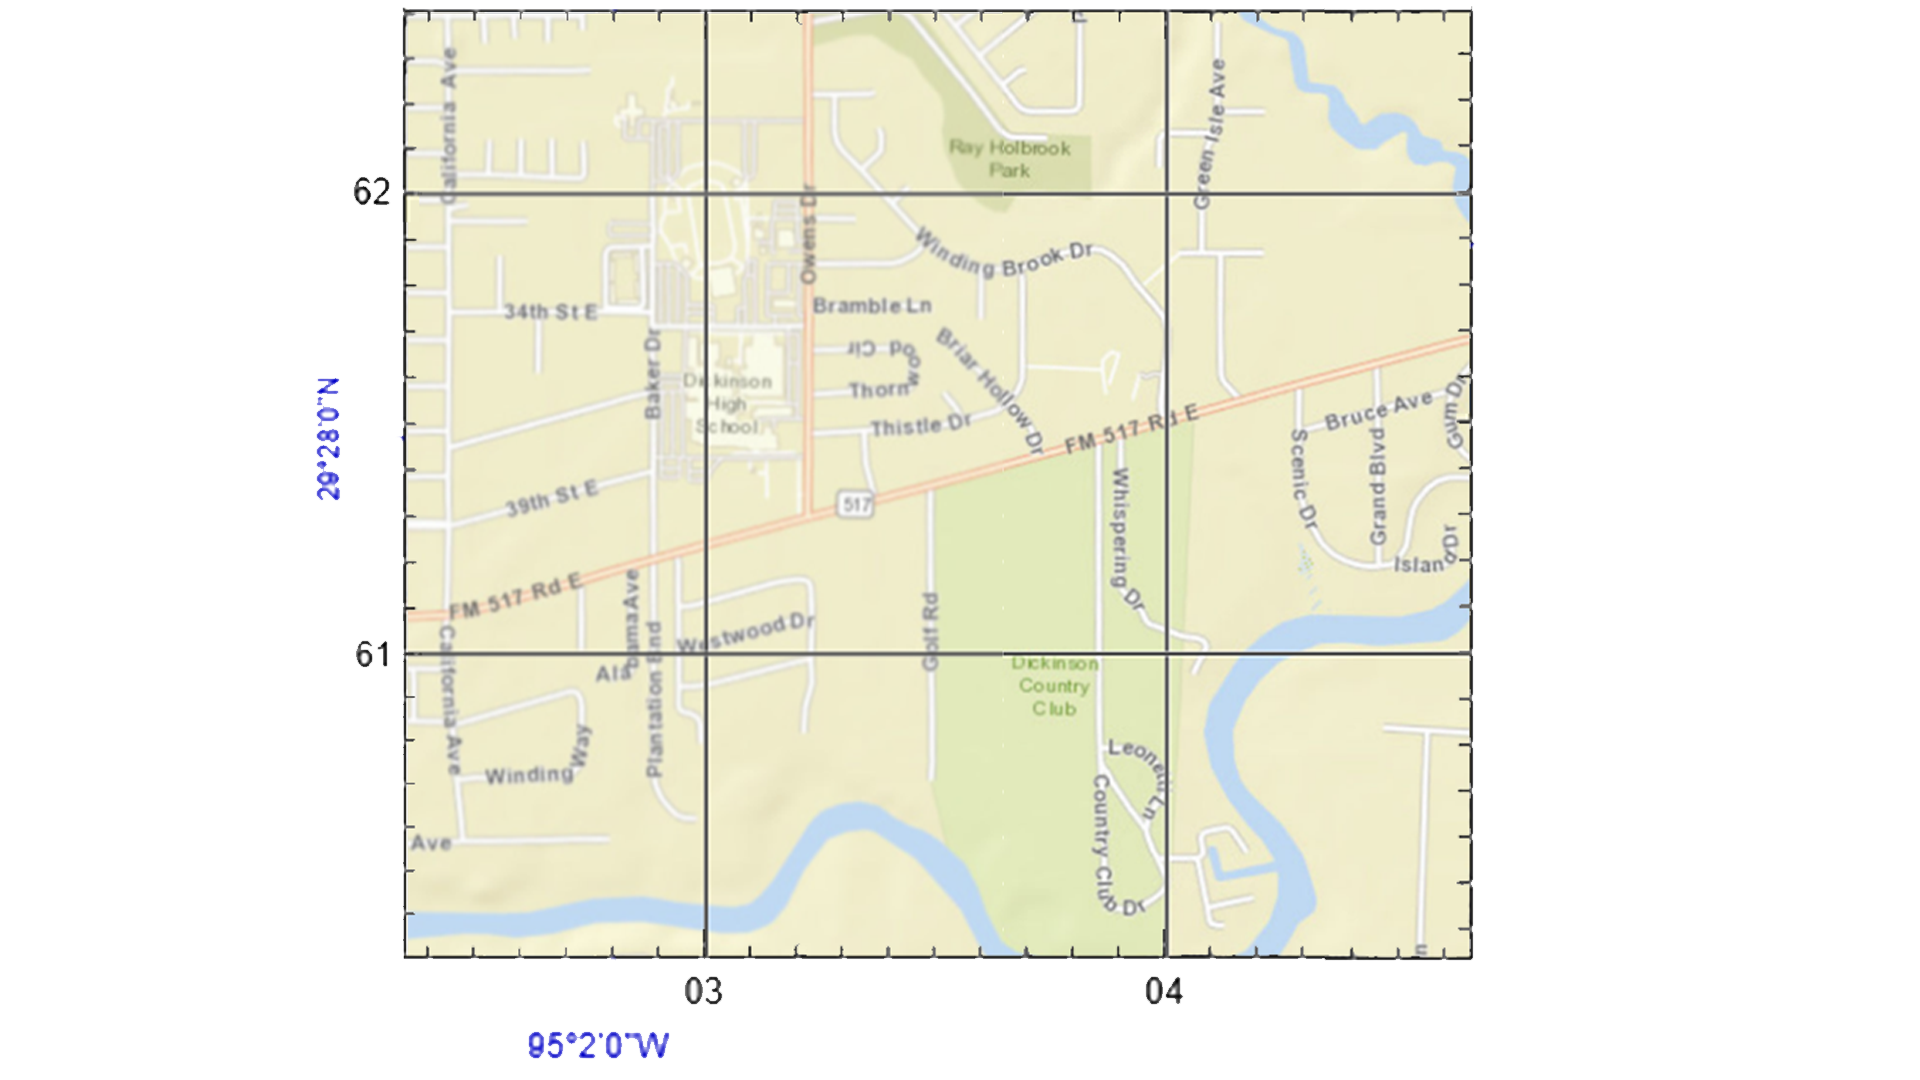 California Ave
Green Isle Ave
Ray Holbrook
Park
62
Owens Dr
Winding Brook Dr
34th St E
Bramble Ln
Baker Dr
Briar Hollow Dr
wood Cir
Thorn
Dickinson
High
School
Thistle Dr
FM 517 Rd E
Bruce Ave
Gum Dr
29°28'0"N
Scenic Dr
Grand Blvd
39th St E
517
Whispering Dr
Island Dr
FM 517 Rd E
Alabama Ave
Westwood Dr
Golf Rd
61
California Ave
Plantation Bnd
Dickinson
Country
Club
Winding Way
Leonetti Ln
Country Club Dr
Ave
03
04
95°2'0"W